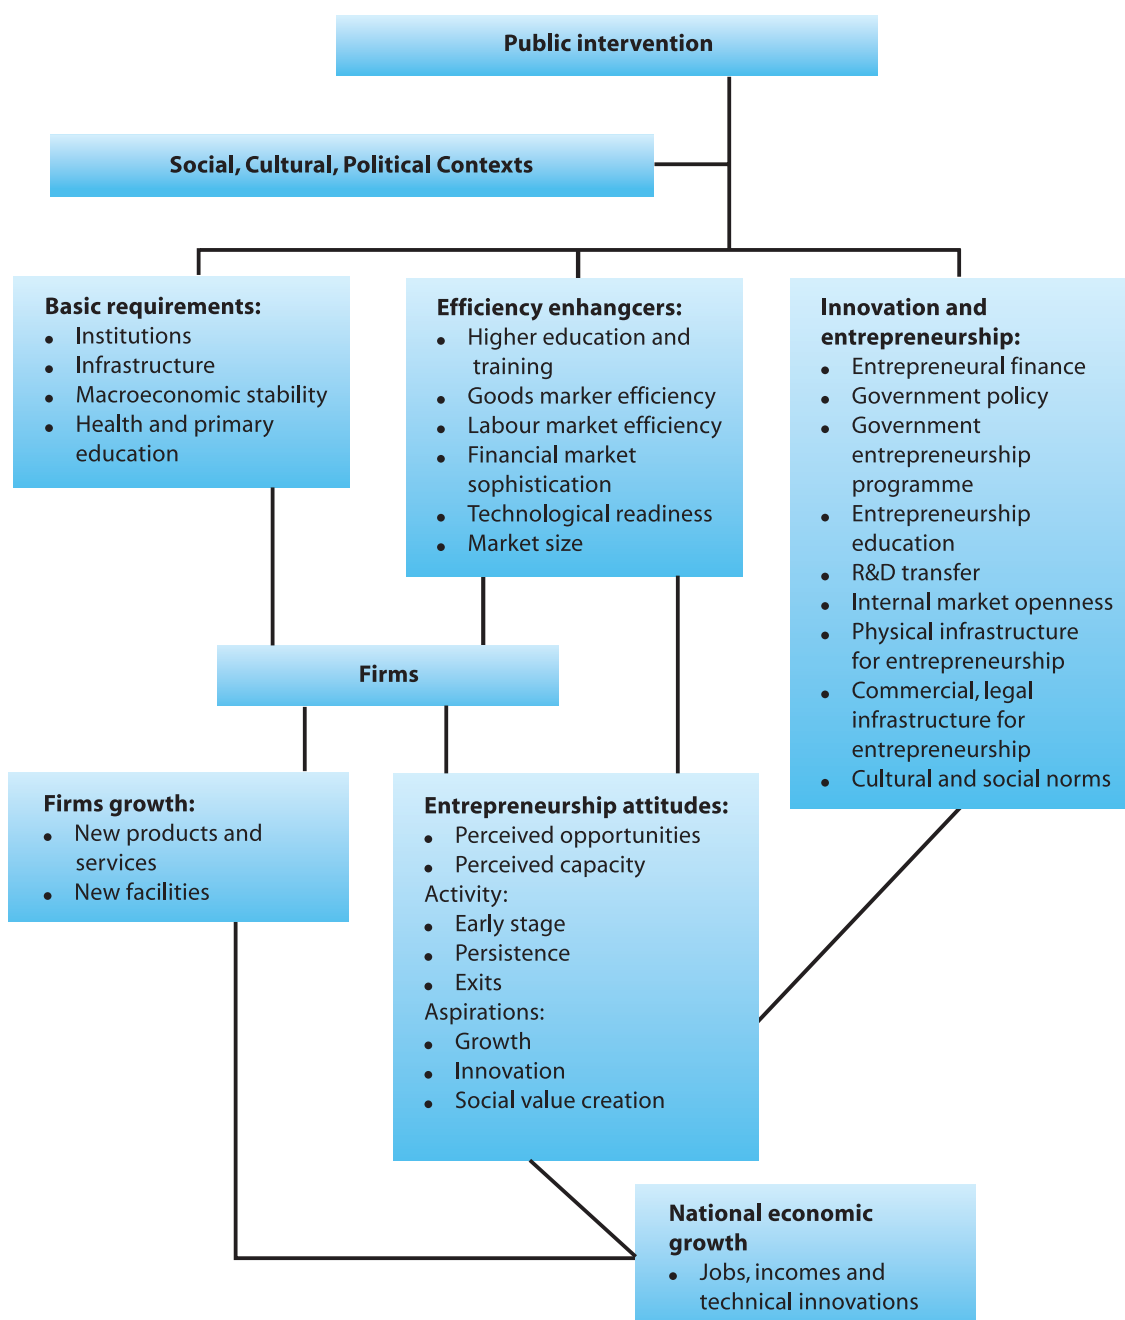 Public intervention
Social, Cultural, Political Contexts
Basic requirements:
• Institutions
• Infrastructure
• Macroeconomic stability
• Health and primary
education
Efficiency enhangcers:
• Higher education and
training
• Goods marker efficiency
• Labour market efficiency
• Financial market
sophistication
• Technological readiness
• Market size
Innovation and
entrepreneurship:
• Entrepreneural finance
• Government policy
• Government
entrepreneurship
programme
• Entrepreneurship
education
• R&D transfer
• Internal market openness
• Physical infrastructure
for entrepreneurship
• Commercial, legal
infrastructure for
entrepreneurship
• Cultural and social norms
Firms
Firms growth:
• New products and
services
• New facilities
Entrepreneurship attitudes:
• Perceived opportunities
• Perceived capacity
Activity:
• Early stage
• Persistence
• Exits
Aspirations:
• Growth
• Innovation
• Social value creation
National economic
growth
• Jobs, incomes and
technical innovations